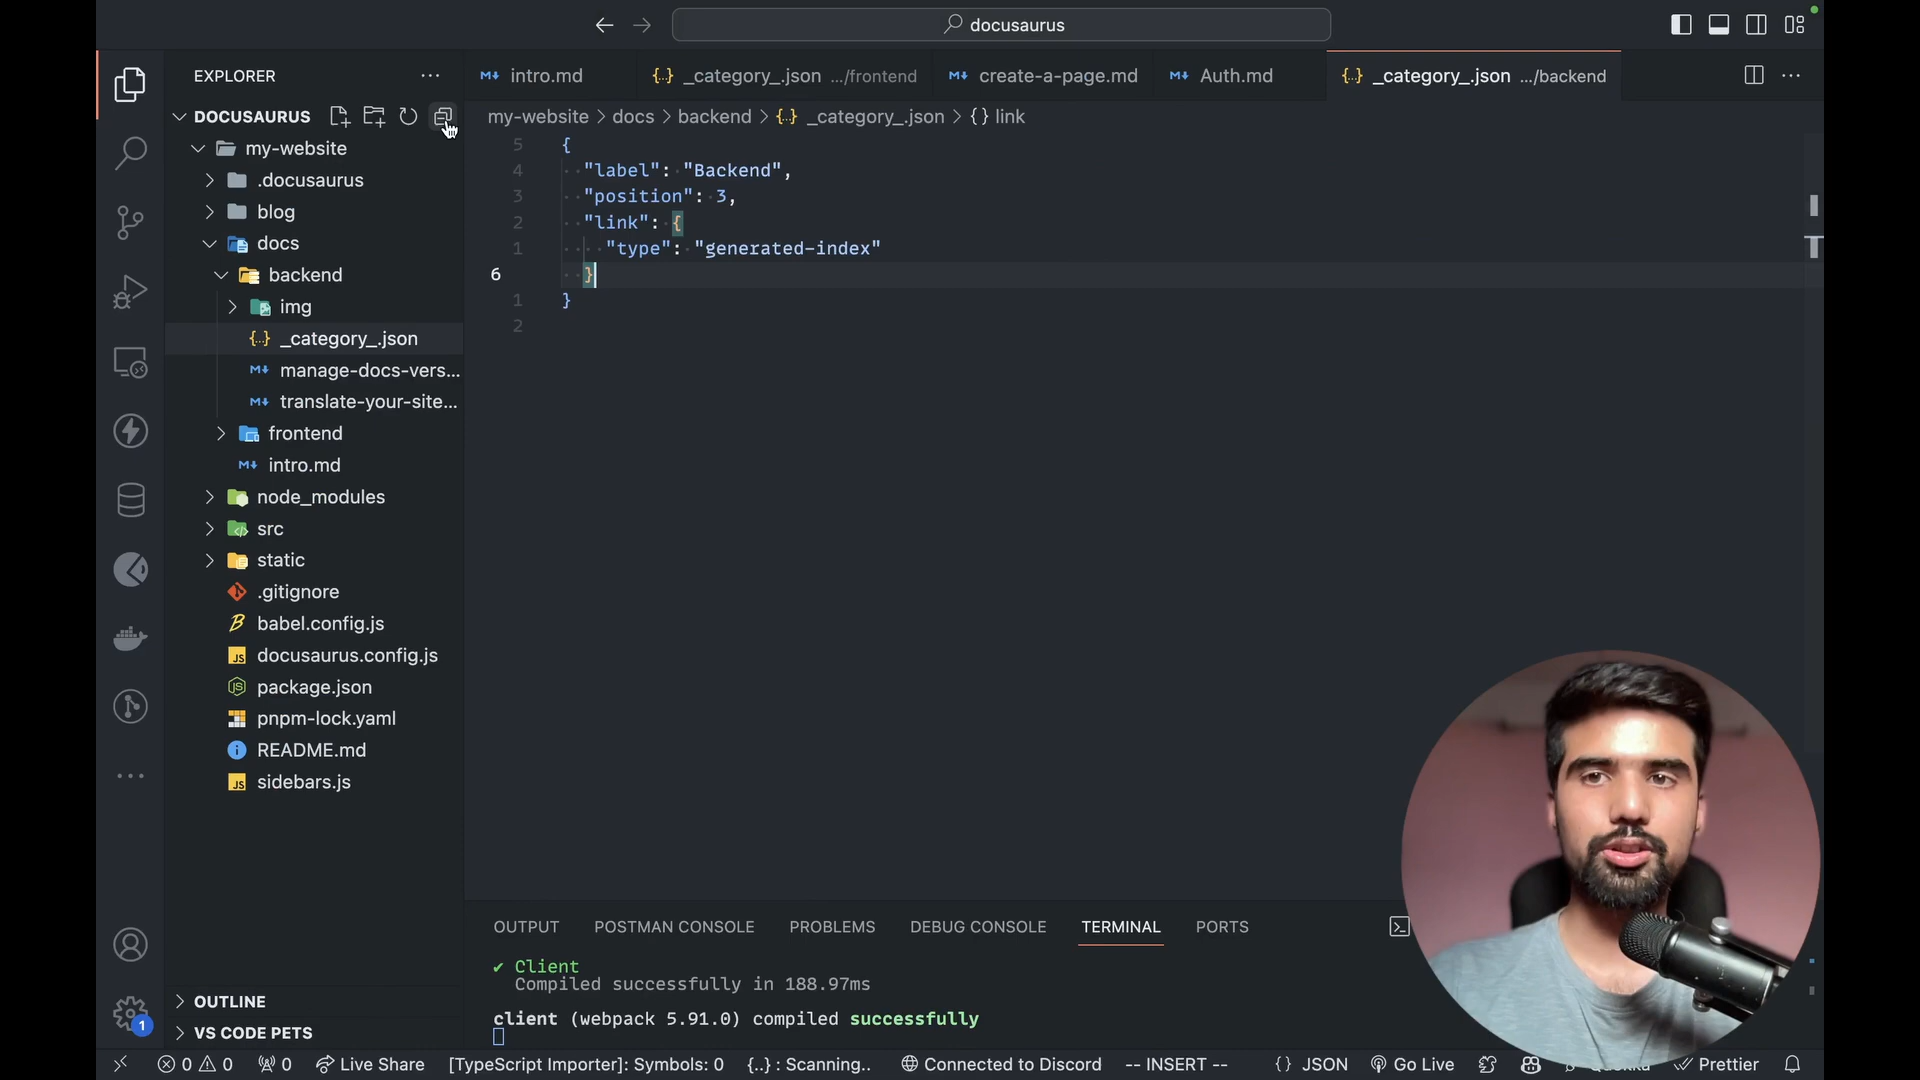 docusaurus
EXPLORER
DOCUSAURUS
my-website
.docusaurus
blog
docs
backend
img
_category_.json
manage-docs-vers...
translate-your-site...
frontend
intro.md
node_modules
src
static
.gitignore
babel.config.js
docusaurus.config.js
package.json
pnpm-lock.yaml
README.md
sidebars.js
OUTLINE
VS CODE PETS
intro.md
_category_.json .../frontend
create-a-page.md
Auth.md
_category_.json .../backend
my-website > docs > backend > {..} _category_.json > {} link
5 {
4 "label": "Backend",
3 "position": 3,
2 "link": {
1 "type": "generated-index"
6 }
1 }
2
OUTPUT POSTMAN CONSOLE PROBLEMS DEBUG CONSOLE TERMINAL PORTS
✔ Client
Compiled successfully in 188.97ms
client (webpack 5.91.0) compiled successfully
1
0 0 0 Live Share [TypeScript Importer]: Symbols: 0 {..} : Scanning.. Connected to Discord -- INSERT -- {} JSON Go Live Prettier